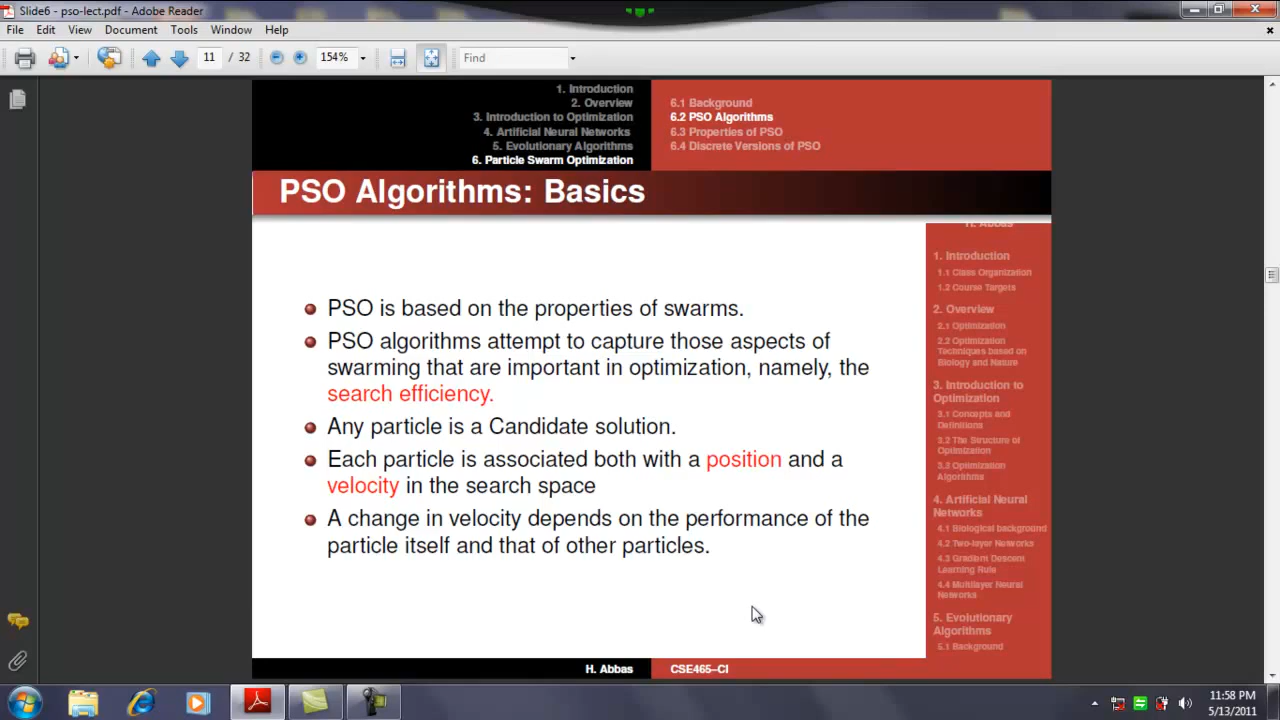 Slide6 - pso-lect.pdf - Adobe Reader
File Edit View Document Tools Window Help
11 / 32 154% Find
1. Introduction
2. Overview
3. Introduction to Optimization
4. Artificial Neural Networks
5. Evolutionary Algorithms
6. Particle Swarm Optimization
6.1 Background
6.2 PSO Algorithms
6.3 Properties of PSO
6.4 Discrete Versions of PSO
PSO Algorithms: Basics
PSO is based on the properties of swarms.
PSO algorithms attempt to capture those aspects of
swarming that are important in optimization, namely, the
search efficiency.
Any particle is a Candidate solution.
Each particle is associated both with a position and a
velocity in the search space
A change in velocity depends on the performance of the
particle itself and that of other particles.
H. Abbas
1. Introduction
1.1 Class Organization
1.2 Course Targets
2. Overview
2.1 Optimization
2.2 Optimization
Techniques based on
Biology and Nature
3. Introduction to
Optimization
3.1 Concepts and
Definitions
3.2 The Structure of
Optimization
3.3 Optimization
Algorithms
4. Artificial Neural
Networks
4.1 Biological background
4.2 Two-layer Networks
4.3 Gradient Descent
Learning Rule
4.4 Multilayer Neural
Networks
5. Evolutionary
Algorithms
5.1 Background
H. Abbas CSE465–CI
11:58 PM
5/13/2011